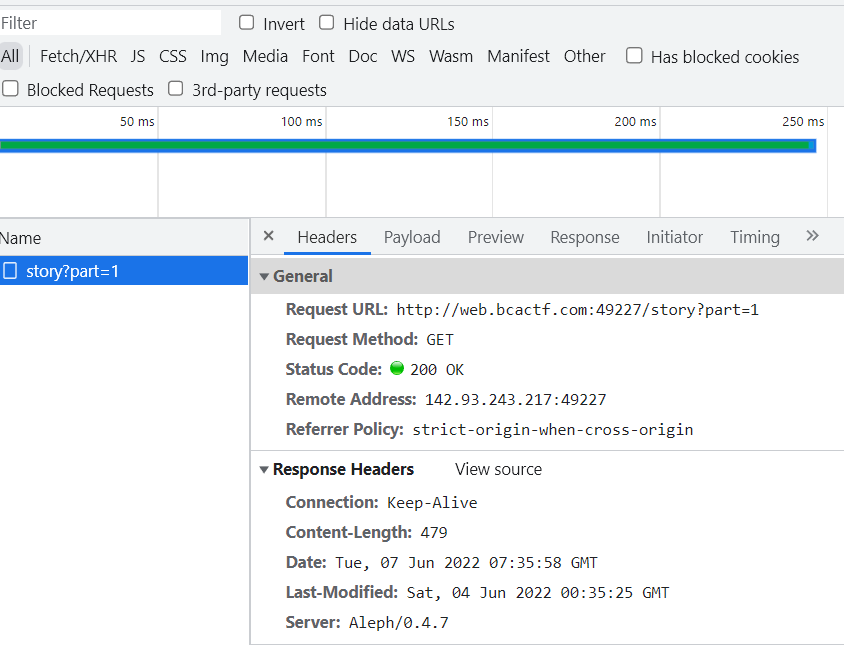 Filter Invert Hide data URLs
All Fetch/XHR JS CSS Img Media Font Doc WS Wasm Manifest Other Has blocked cookies
Blocked Requests 3rd-party requests
50 ms 100 ms 150 ms 200 ms 250 ms
Name × Headers Payload Preview Response Initiator Timing »
story?part=1
▼ General
Request URL: http://web.bcactf.com:49227/story?part=1
Request Method: GET
Status Code: 200 OK
Remote Address: 142.93.243.217:49227
Referrer Policy: strict-origin-when-cross-origin
▼ Response Headers View source
Connection: Keep-Alive
Content-Length: 479
Date: Tue, 07 Jun 2022 07:35:58 GMT
Last-Modified: Sat, 04 Jun 2022 00:35:25 GMT
Server: Aleph/0.4.7